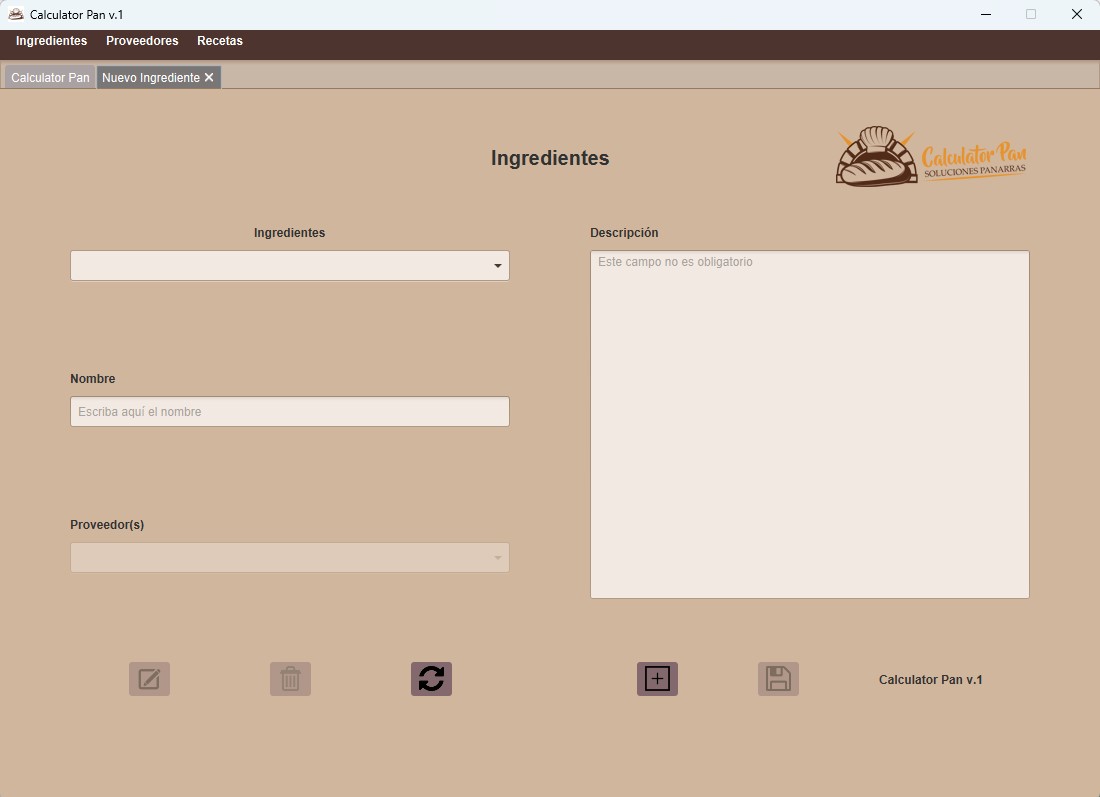 Calculator Pan v.1
Ingredientes Proveedores Recetas
Calculator Pan Nuevo Ingrediente
Ingredientes
Calculator Pan
SOLUCIONES PANARRAS
Ingredientes
Descripción
Este campo no es obligatorio
Nombre
Escriba aquí el nombre
Proveedor(s)
Calculator Pan v.1